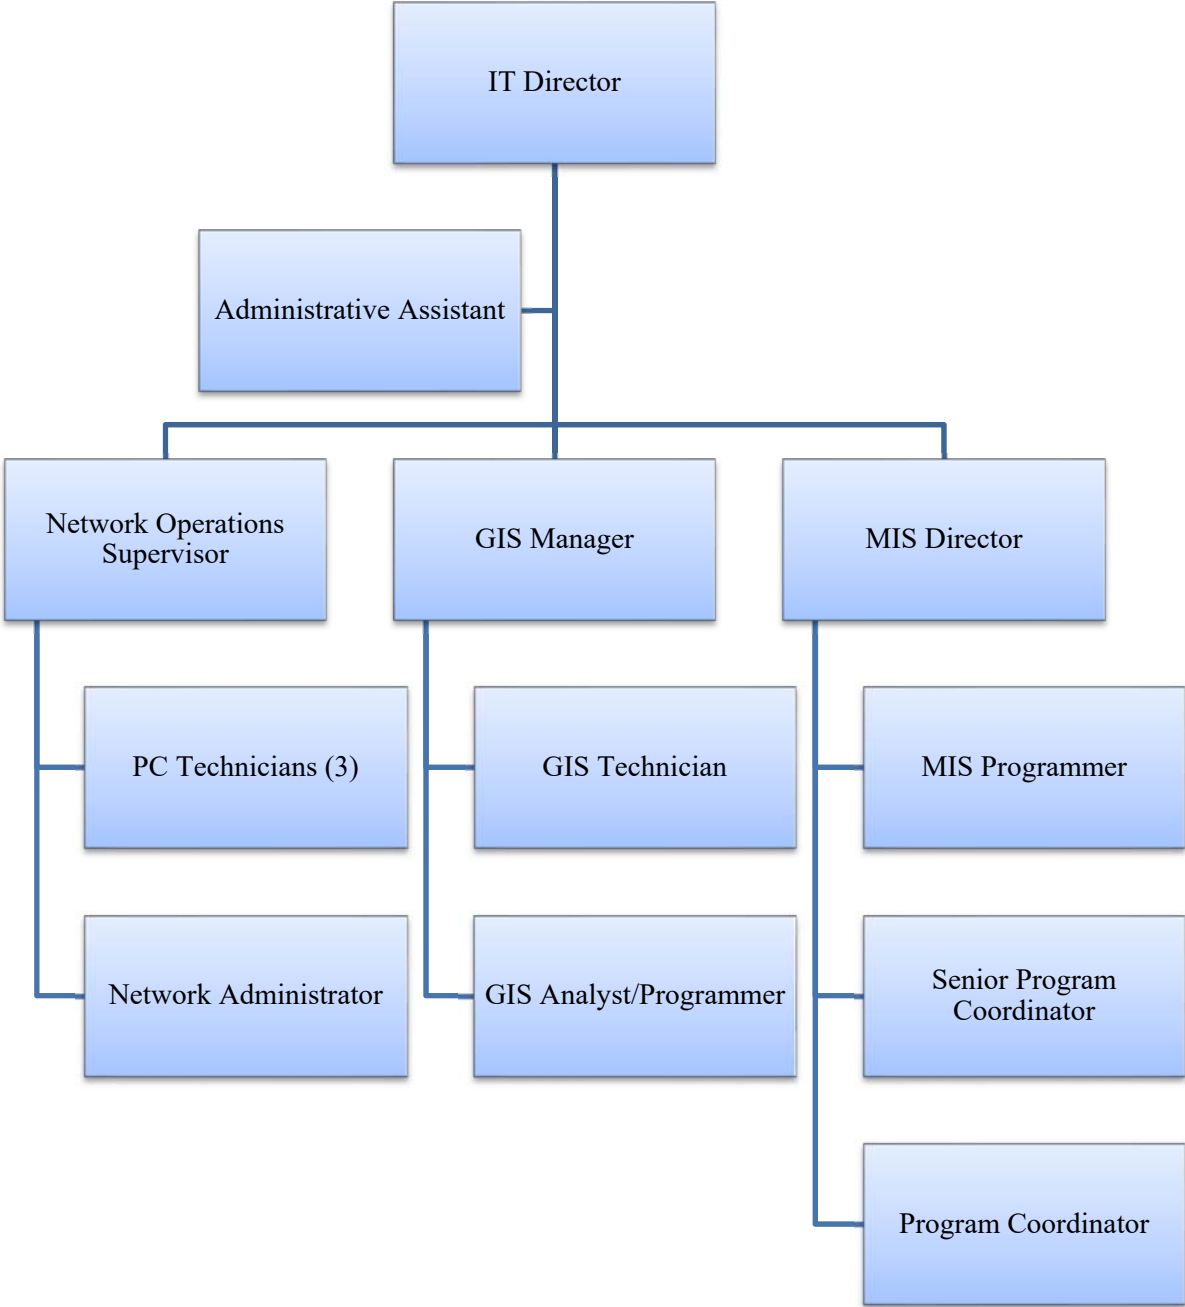 IT Director
Administrative Assistant
Network Operations
Supervisor
GIS Manager
MIS Director
PC Technicians (3)
GIS Technician
MIS Programmer
Network Administrator
GIS Analyst/Programmer
Senior Program
Coordinator
Program Coordinator